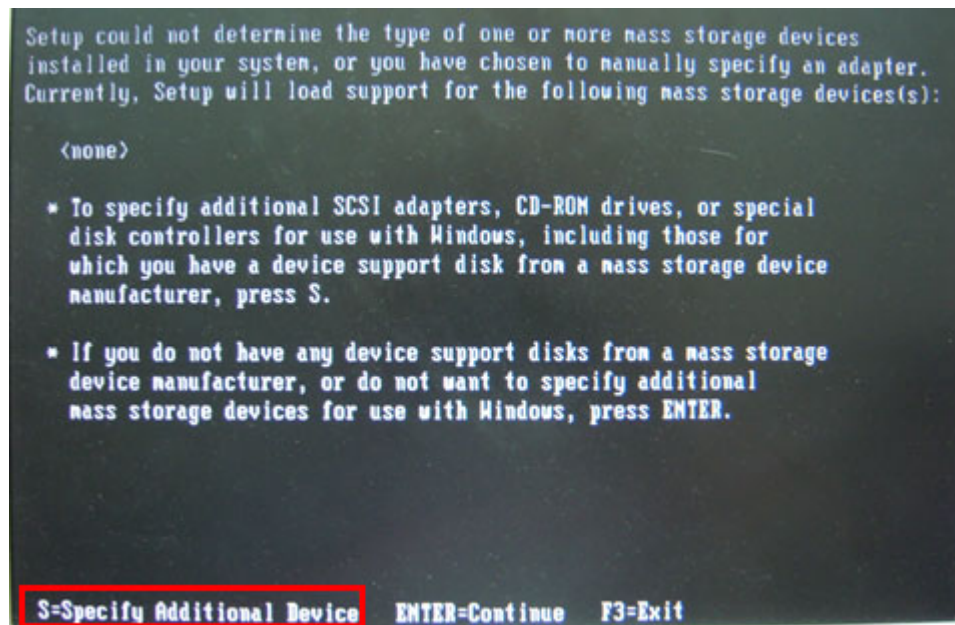 Setup could not determine the type of one or more mass storage devices
installed in your system, or you have chosen to manually specify an adapter.
Currently, Setup will load support for the following mass storage devices(s):
<none>
* To specify additional SCSI adapters, CD-ROM drives, or special
disk controllers for use with Windows, including those for
which you have a device support disk from a mass storage device
manufacturer, press S.
* If you do not have any device support disks from a mass storage
device manufacturer, or do not want to specify additional
mass storage devices for use with Windows, press ENTER.
S=Specify Additional Device ENTER=Continue F3=Exit